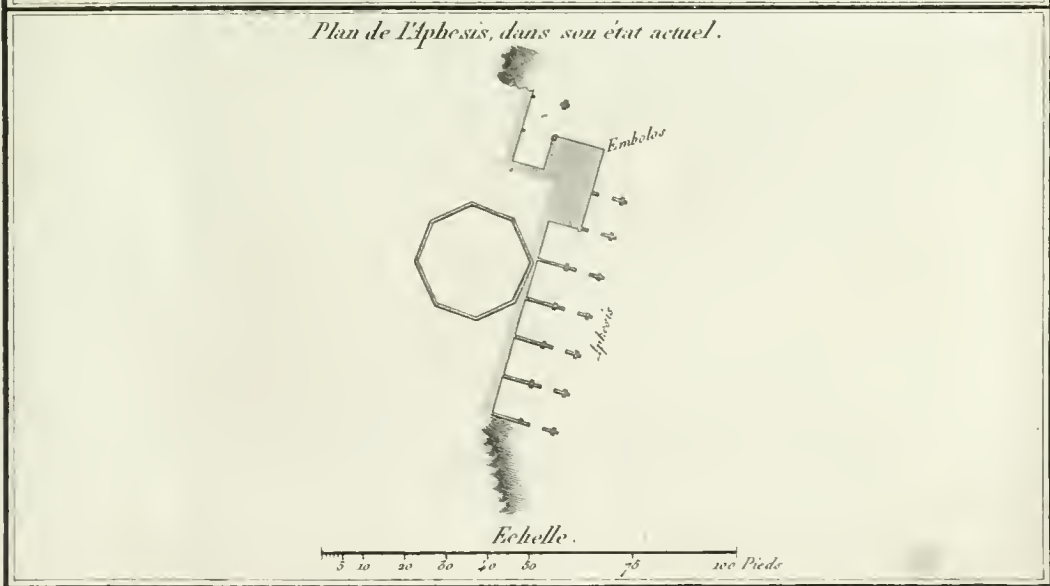 Plan de l'Aphesis, dans son état actuel.
Embolos
Aphesis
Echelle.
5 10 20 30 40 50 75 100 Pieds